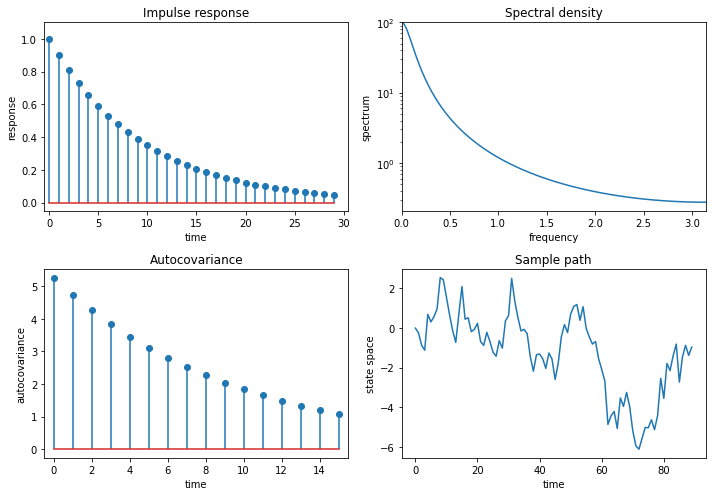 Impulse response
1.0
0.8
0.6
0.4
0.2
0.0
response
0 5 10 15 20 25 30
time
Spectral density
10²
10¹
10⁰
spectrum
0.0 0.5 1.0 1.5 2.0 2.5 3.0
frequency
Autocovariance
5
4
3
2
1
0
autocovariance
0 2 4 6 8 10 12 14
time
Sample path
2
0
−2
−4
−6
state space
0 20 40 60 80
time